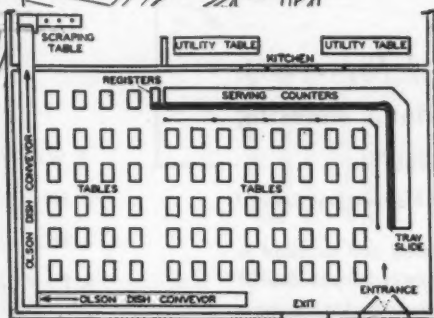 SCRAPING
TABLE
UTILITY TABLE
UTILITY TABLE
KITCHEN
REGISTERS
SERVING COUNTERS
OLSON DISH CONVEYOR
TABLES
TABLES
TRAY
SLIDE
ENTRANCE
OLSON DISH CONVEYOR
EXIT